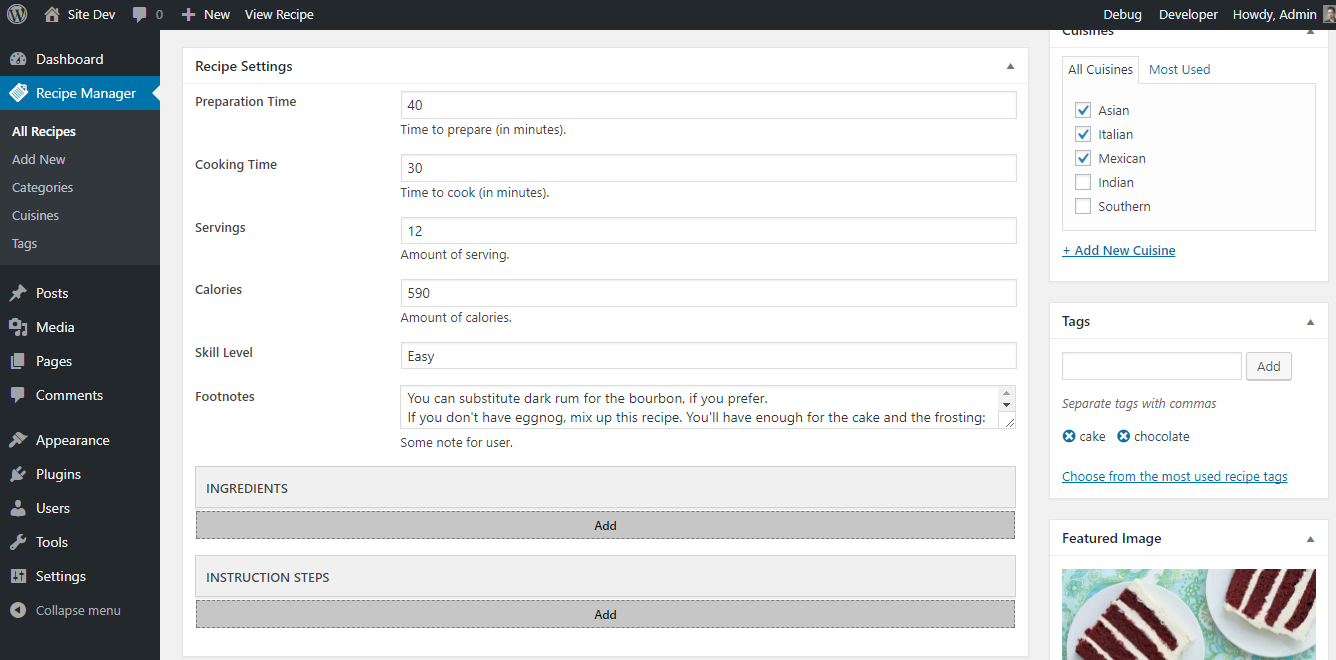 Site Dev
0
New
View Recipe
Debug
Developer
Howdy, Admin
Dashboard
Recipe Manager
All Recipes
Add New
Categories
Cuisines
Tags
Posts
Media
Pages
Comments
Appearance
Plugins
Users
Tools
Settings
Collapse menu
Recipe Settings
Preparation Time
40
Time to prepare (in minutes).
Cooking Time
30
Time to cook (in minutes).
Servings
12
Amount of serving.
Calories
590
Amount of calories.
Skill Level
Easy
Footnotes
You can substitute dark rum for the bourbon, if you prefer.
If you don't have eggnog, mix up this recipe. You'll have enough for the cake and the frosting:
Some note for user.
INGREDIENTS
Add
INSTRUCTION STEPS
Add
Cuisines
All Cuisines
Most Used
Asian
Italian
Mexican
Indian
Southern
+ Add New Cuisine
Tags
Add
Separate tags with commas
cake
chocolate
Choose from the most used recipe tags
Featured Image